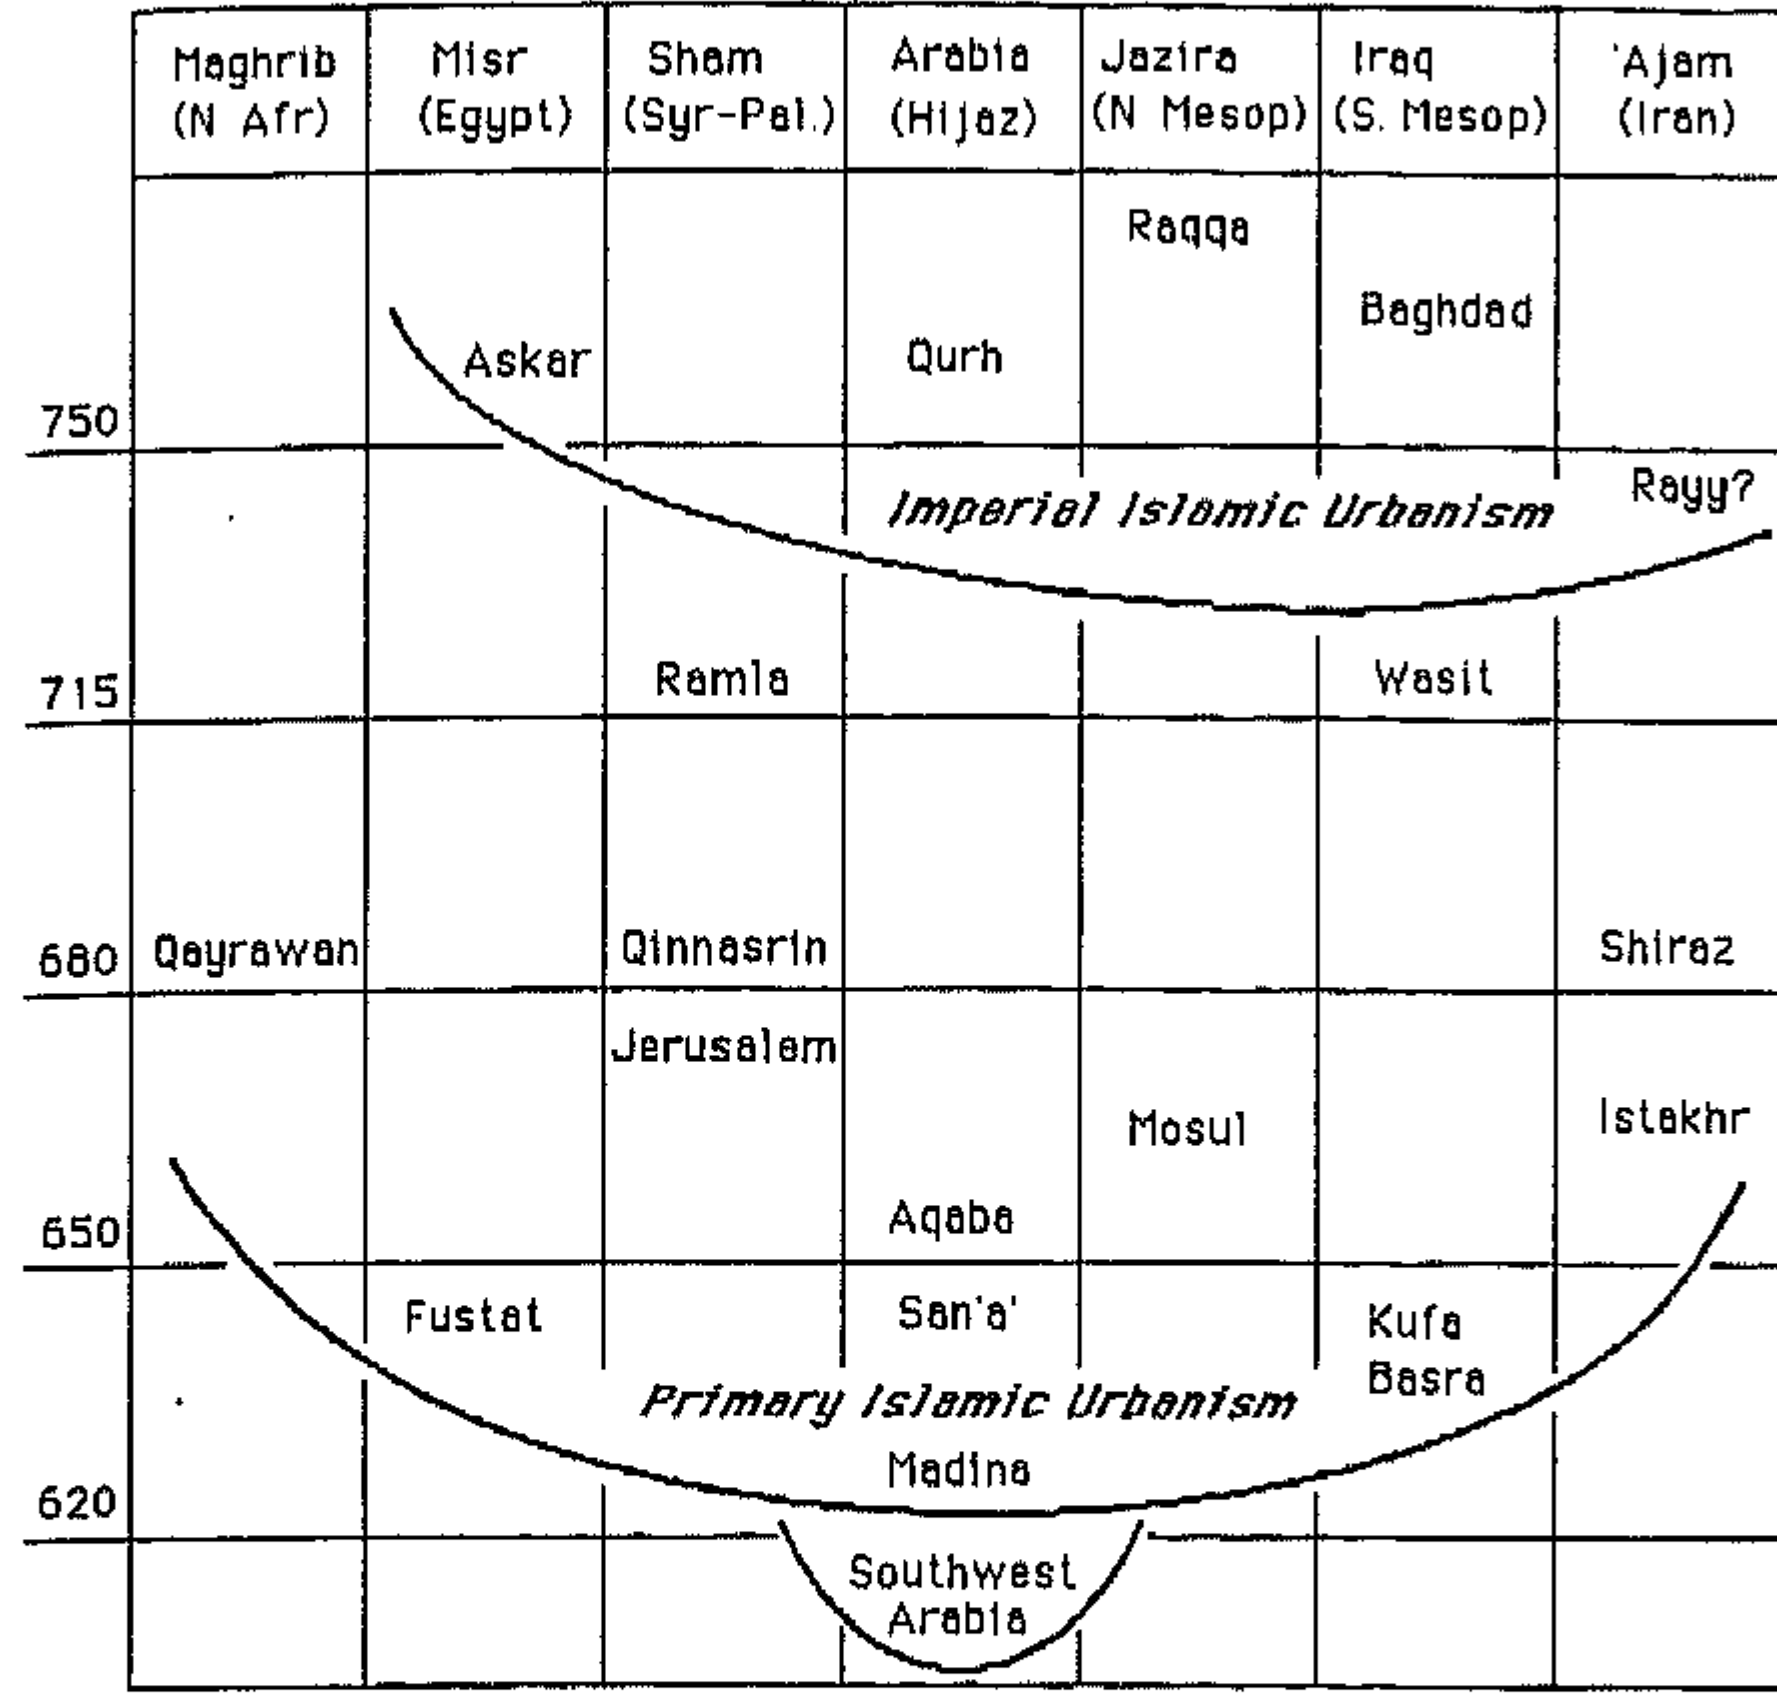 Maghrib Misr Sham Arabia Jazira Iraq 'Ajam
(N Afr) (Egypt) (Syr-Pal.) (Hijaz) (N Mesop) (S. Mesop) (Iran)
Raqqa
Baghdad
Askar Qurh
750
Rayy?
Imperial Islamic Urbanism
Ramla Wasit
715
680 Qayrawan Qinnasrin Shiraz
Jerusalem
Mosul Istakhr
Aqaba
650
Fustat San'a' Kufa
Basra
Primary Islamic Urbanism
Madina
620
Southwest
Arabia